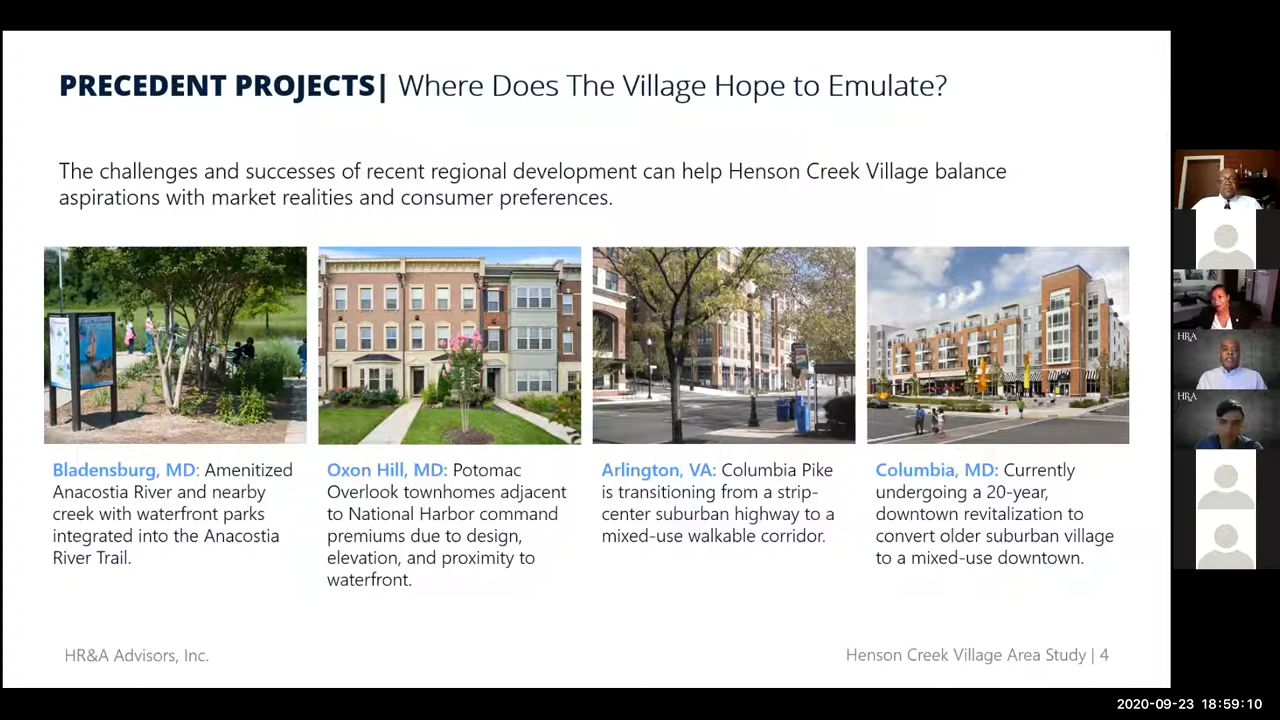 PRECEDENT PROJECTS| Where Does The Village Hope to Emulate?
The challenges and successes of recent regional development can help Henson Creek Village balance
aspirations with market realities and consumer preferences.
Bladensburg, MD: Amenitized
Anacostia River and nearby
creek with waterfront parks
integrated into the Anacostia
River Trail.
Oxon Hill, MD: Potomac
Overlook townhomes adjacent
to National Harbor command
premiums due to design,
elevation, and proximity to
waterfront.
Arlington, VA: Columbia Pike
is transitioning from a strip-
center suburban highway to a
mixed-use walkable corridor.
Columbia, MD: Currently
undergoing a 20-year,
downtown revitalization to
convert older suburban village
to a mixed-use downtown.
HR&A Advisors, Inc.
Henson Creek Village Area Study | 4
HR&A
HR&A
2020-09-23 18:59:10